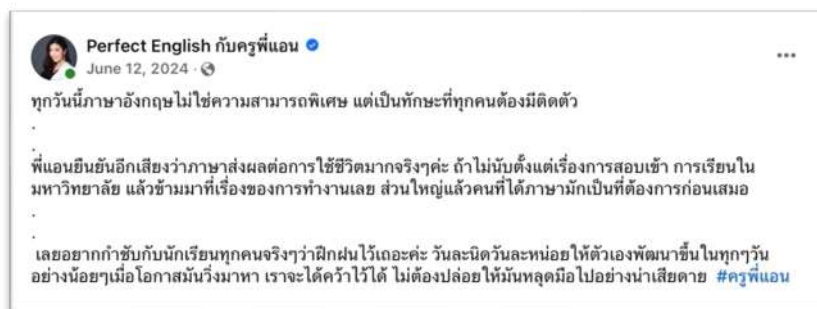 Perfect English กับครูพี่แอน
June 12, 2024 ·
ทุกวันนี้ภาษาอังกฤษไม่ใช่ความสามารถพิเศษ แต่เป็นทักษะที่ทุกคนต้องมีติดตัว
.
.
พี่แอนยืนยันอีกเสียงว่าภาษาส่งผลต่อการใช้ชีวิตมากจริงๆค่ะ ถ้าไม่นับตั้งแต่เรื่องการสอบเข้า การเรียนใน
มหาวิทยาลัย แล้วข้ามมาที่เรื่องของการทำงานเลย ส่วนใหญ่แล้วคนที่ได้ภาษามักเป็นที่ต้องการก่อนเสมอ
.
.
เลยอยากกำชับกับนักเรียนทุกคนจริงๆว่าฝึกฝนไว้เถอะค่ะ วันละนิดวันละหน่อยให้ตัวเองพัฒนาขึ้นในทุกๆวัน
อย่างน้อยๆเมื่อโอกาสมันวิ่งมาหา เราจะได้คว้าไว้ได้ ไม่ต้องปล่อยให้มันหลุดมือไปอย่างน่าเสียดาย #ครูพี่แอน